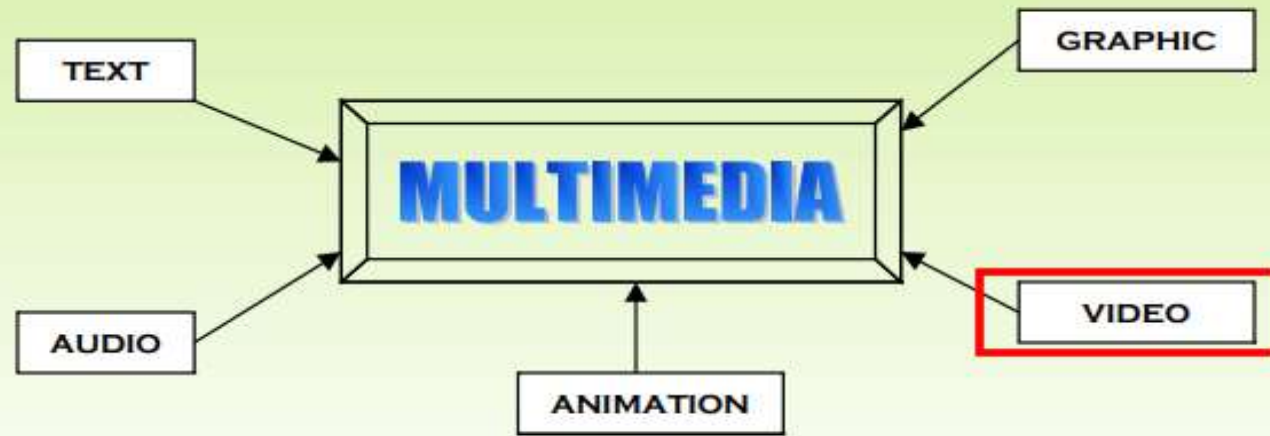 GRAPHIC
TEXT
MULTIMEDIA
VIDEO
AUDIO
ANIMATION